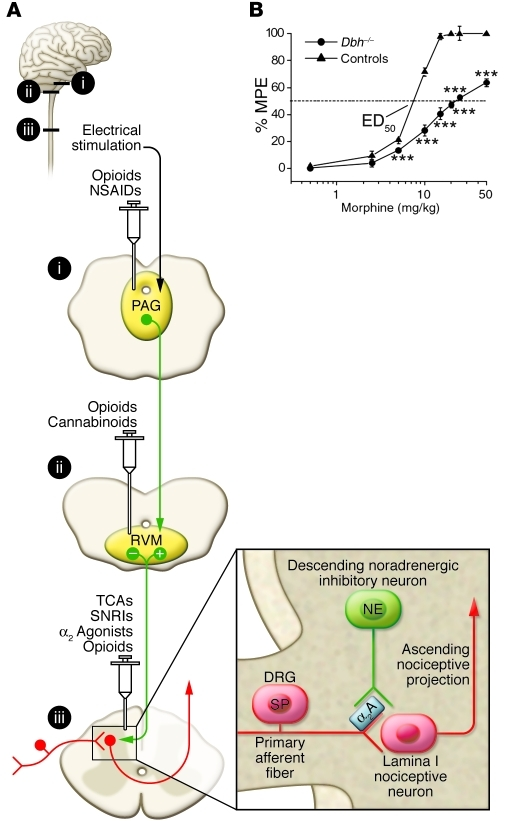 A
i
ii
iii
Electrical
stimulation
Opioids
NSAIDs
i
PAG
Opioids
Cannabinoids
ii
RVM
− +
TCAs
SNRIs
α2 Agonists
Opioids
iii
B
% MPE
100
80
60
40
20
0
Dbh–/–
Controls
ED50
***
***
***
***
***
***
1 10 50
Morphine (mg/kg)
Descending noradrenergic
inhibitory neuron
NE
Ascending
nociceptive
projection
DRG
SP
α2A
Primary
afferent
fiber
Lamina I
nociceptive
neuron